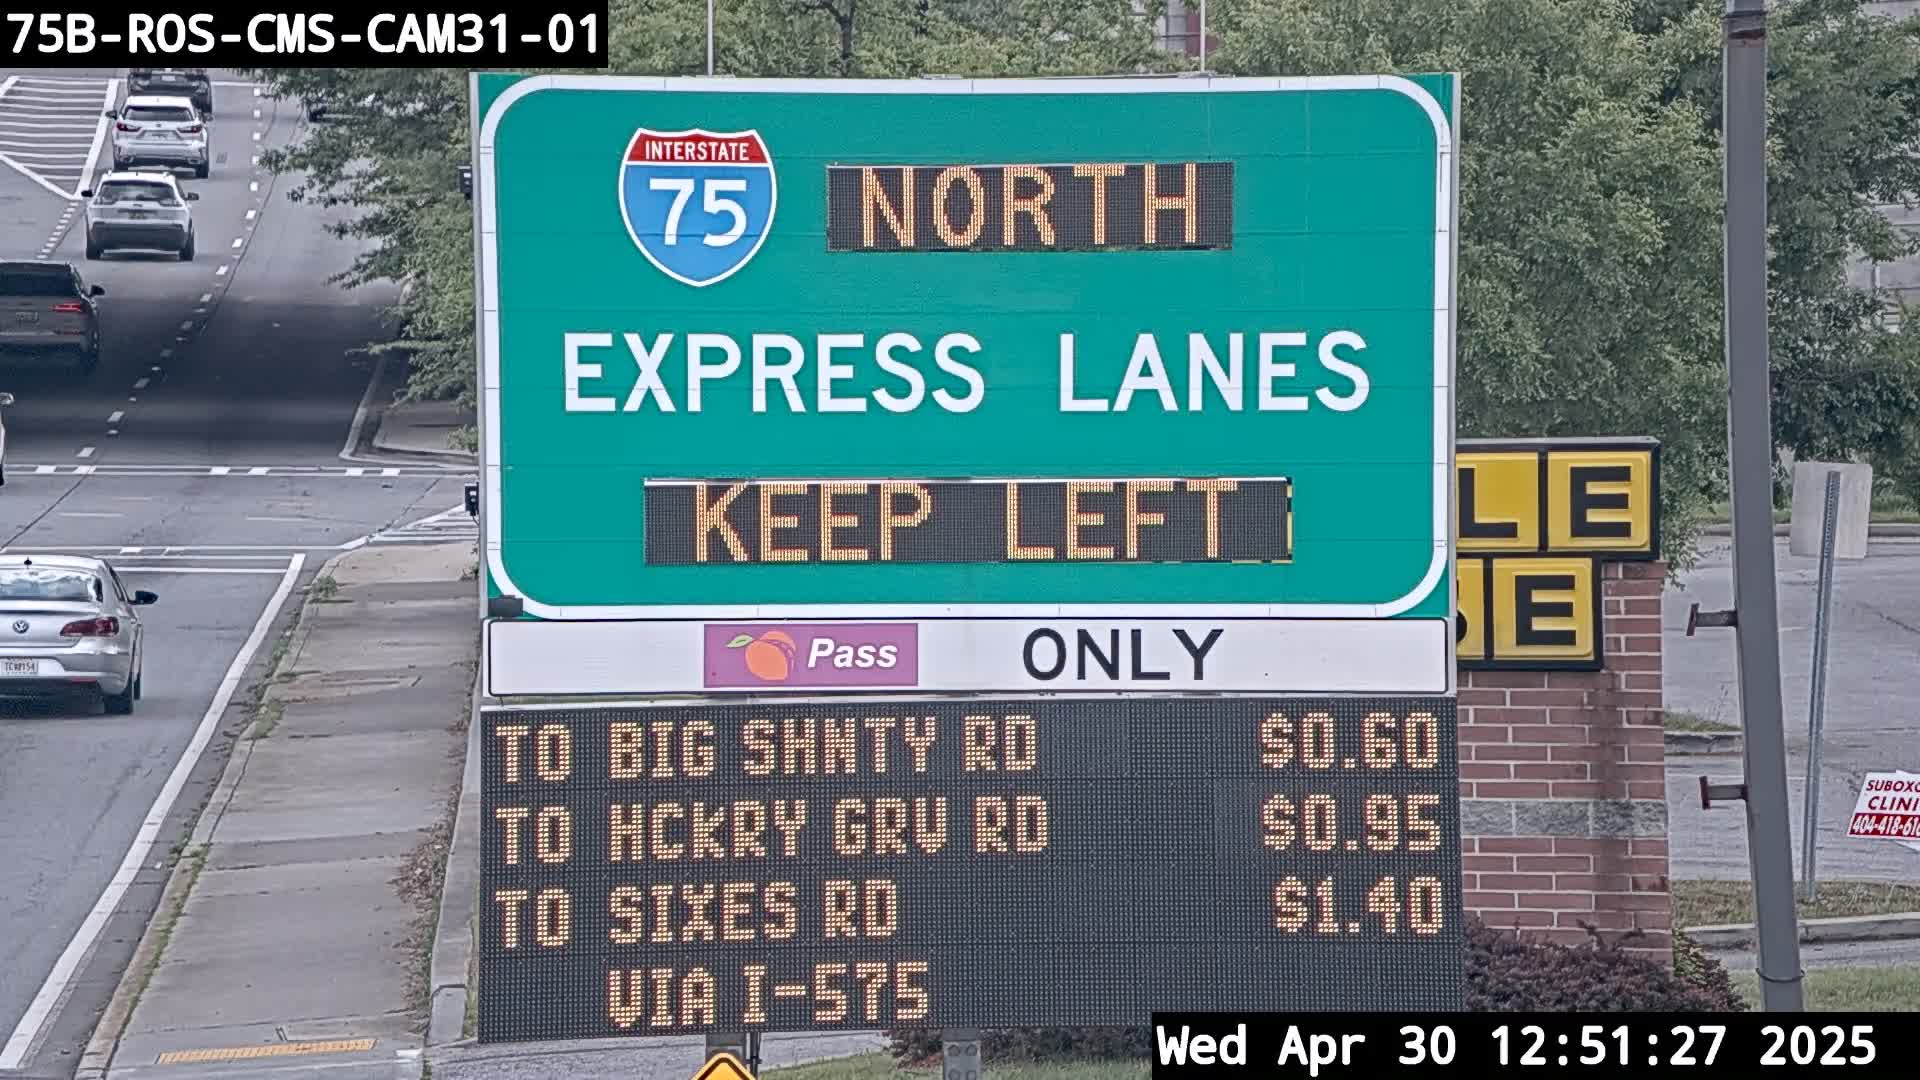 75B-ROS-CMS-CAM31-01
INTERSTATE
75
NORTH
EXPRESS LANES
KEEP LEFT
Pass ONLY
TO BIG SHNTY RD $0.60
TO HCKRY GRV RD $0.95
TO SIXES RD $1.40
VIA I-575
LE
E
CLINI
Wed Apr 30 12:51:27 2025